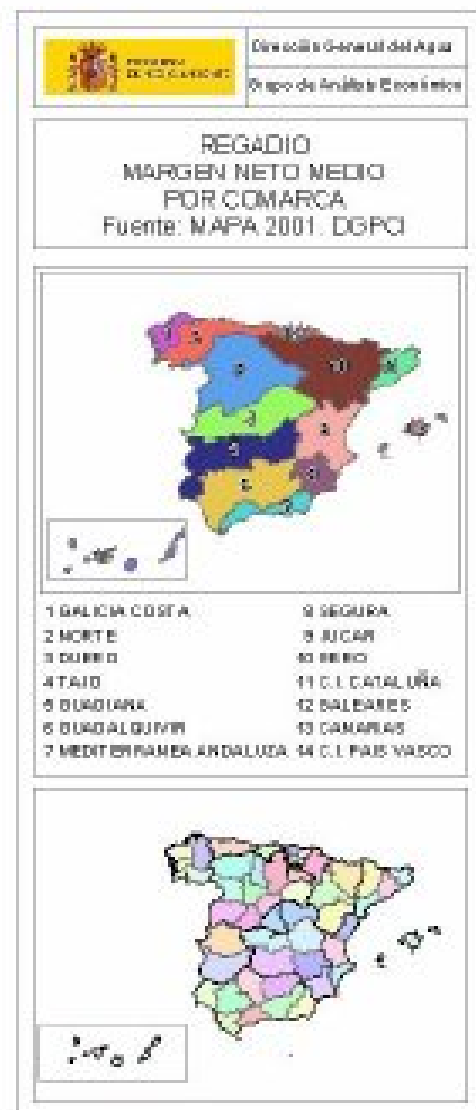 Dirección General del Agua
Grupo de Análisis Económico
REGADIO
MARGEN NETO MEDIO
POR COMARCA
Fuente: MAPA 2001. DGPCI
1 GALICIA COSTA
2 NORTE
3 DUERO
4 TAJO
5 GUADIANA
6 GUADALQUIVIR
7 MEDITERRANEA ANDALUZA
8 SEGURA
9 JUCAR
10 EBRO
11 C.I. CATALUÑA
12 BALEARES
13 CANARIAS
14 C.I. PAIS VASCO